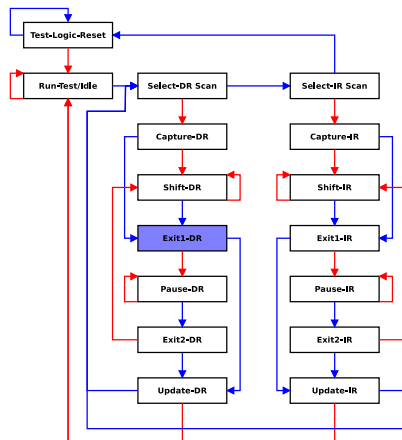 Test-Logic-Reset
Run-Test/Idle
Select-DR Scan
Select-IR Scan
Capture-DR
Capture-IR
Shift-DR
Shift-IR
Exit1-DR
Exit1-IR
Pause-DR
Pause-IR
Exit2-DR
Exit2-IR
Update-DR
Update-IR